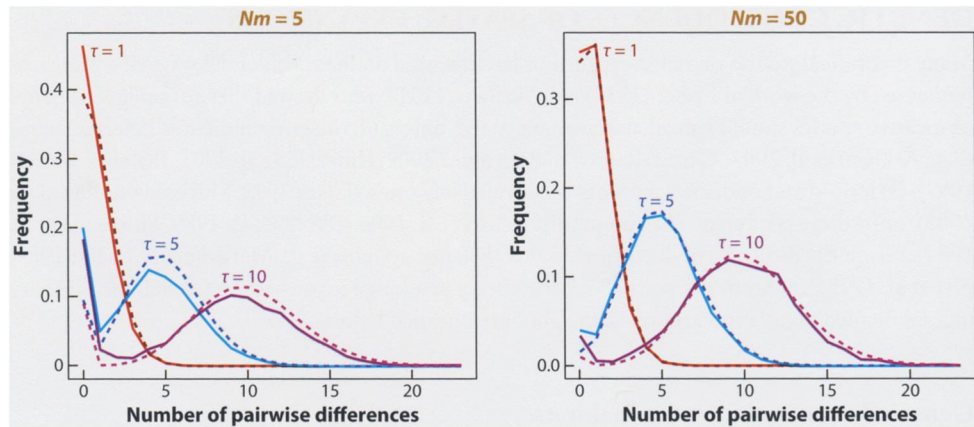 Nm = 5
Nm = 50
Frequency
0.4
0.3
0.2
0.1
0
τ = 1
τ = 5
τ = 10
0
5
10
15
20
Number of pairwise differences
Frequency
0.3
0.2
0.1
0
τ = 1
τ = 5
τ = 10
0
5
10
15
20
Number of pairwise differences